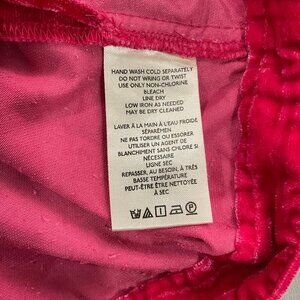 HAND WASH COLD SEPARATELY
DO NOT WRING OR TWIST
USE ONLY NON-CHLORINE
BLEACH
LINE DRY
LOW IRON AS NEEDED
MAY BE DRY CLEANED
LAVER À LA MAIN À L'EAU FROIDE
SÉPARÉMEN
NE PAS TORDRE OU ESSORER
UTILISER UN AGENT DE
BLANCHIMENT SANS CHLORE SI
NÉCESSAIRE
LIGNE SEC
REPASSER, AU BESOIN, À TRÈS
BASSE TEMPÉRATURE
PEUT-ÊTRE ÊTRE NETTOYÉE
À SEC